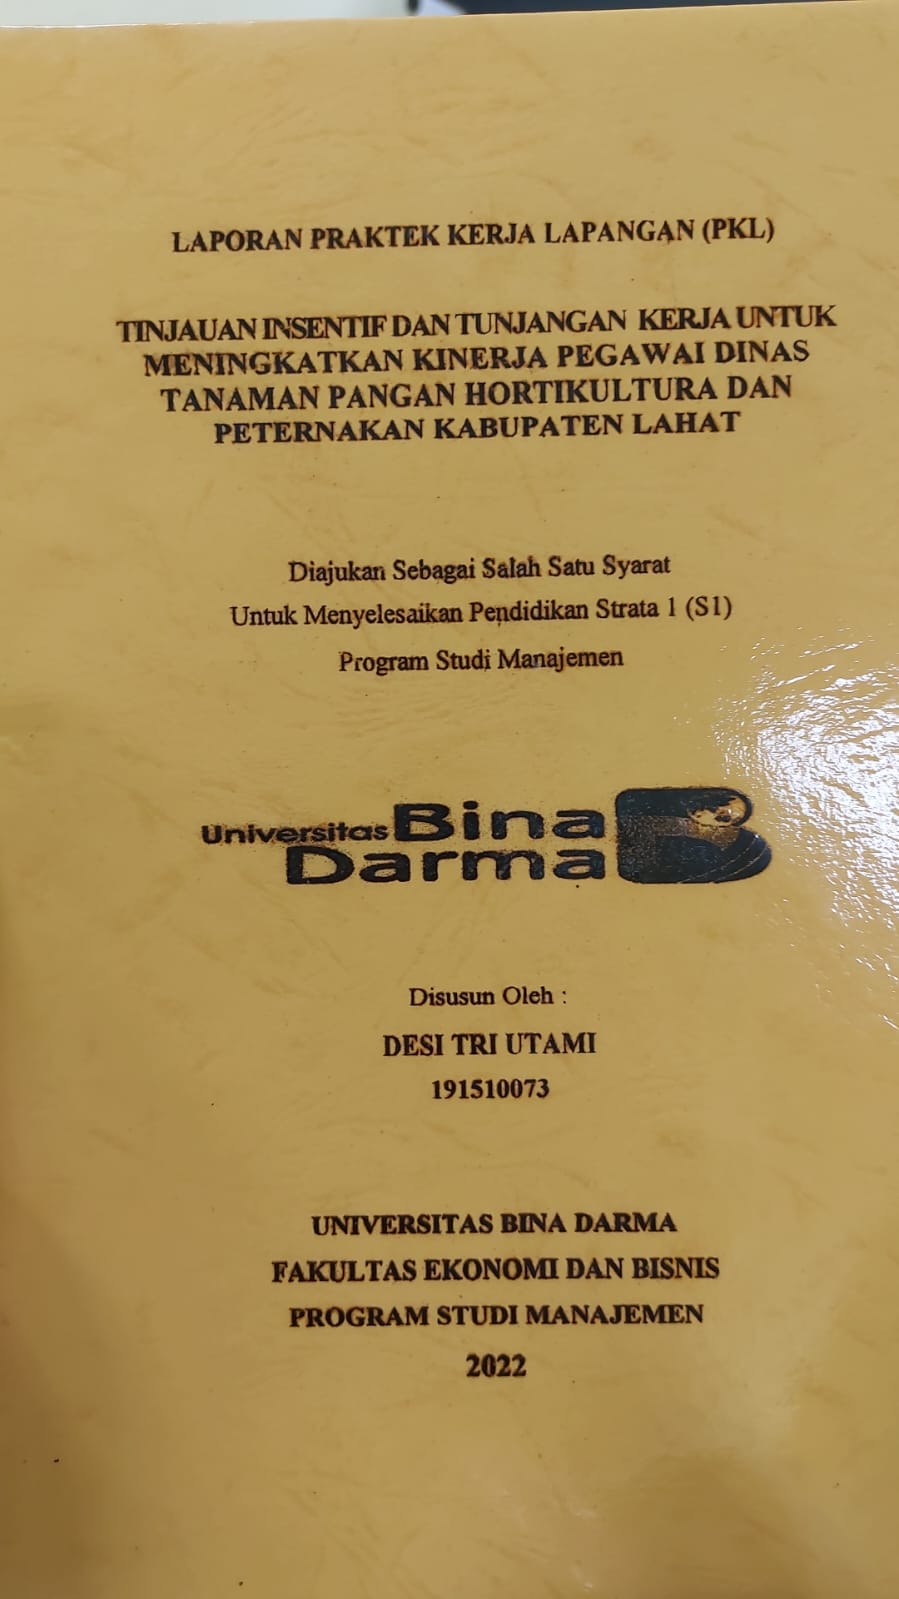 LAPORAN PRAKTEK KERJA LAPANGAN (PKL)
TINJAUAN INSENTIF DAN TUNJANGAN KERJA UNTUK
MENINGKATKAN KINERJA PEGAWAI DINAS
TANAMAN PANGAN HORTIKULTURA DAN
PETERNAKAN KABUPATEN LAHAT
Diajukan Sebagai Salah Satu Syarat
Untuk Menyelesaikan Pendidikan Strata 1 (S1)
Program Studi Manajemen
Universitas Bina
Darma
Disusun Oleh :
DESI TRI UTAMI
191510073
UNIVERSITAS BINA DARMA
FAKULTAS EKONOMI DAN BISNIS
PROGRAM STUDI MANAJEMEN
2022